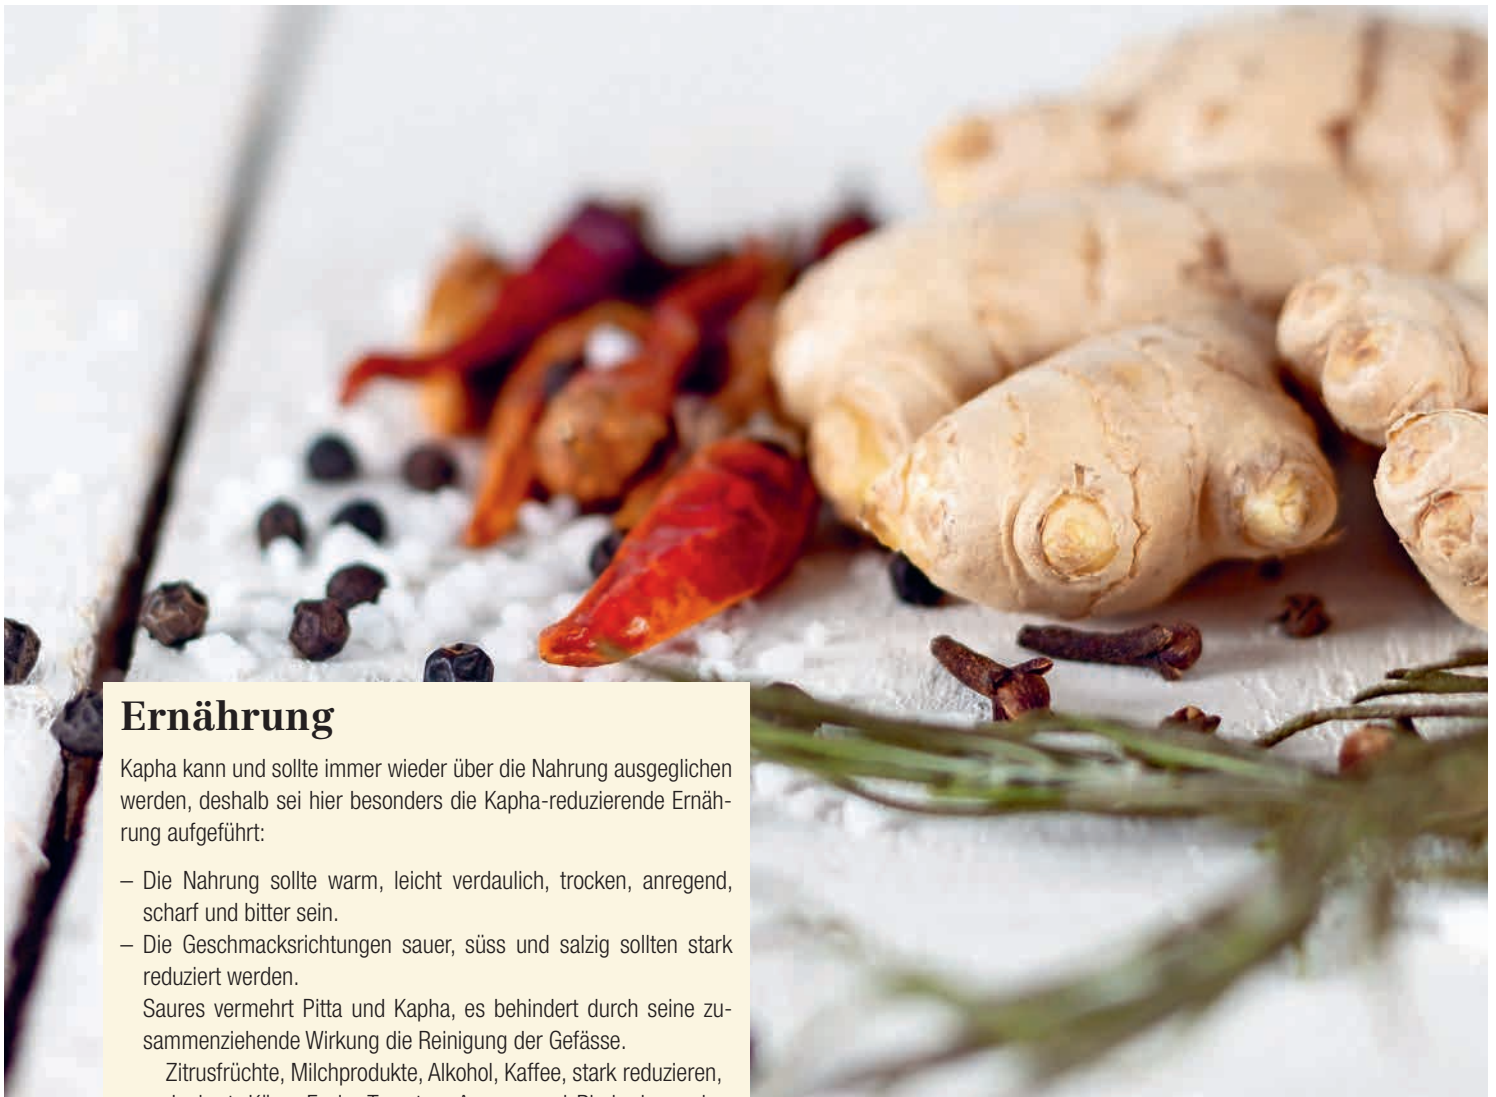 Ernährung
Kapha kann und sollte immer wieder über die Nahrung ausgeglichen
werden, deshalb sei hier besonders die Kapha-reduzierende Ernäh-
rung aufgeführt:
– Die Nahrung sollte warm, leicht verdaulich, trocken, anregend,
scharf und bitter sein.
– Die Geschmacksrichtungen sauer, süss und salzig sollten stark
reduziert werden.
Saures vermehrt Pitta und Kapha, es behindert durch seine zu-
sammenziehende Wirkung die Reinigung der Gefässe.
Zitrusfrüchte, Milchprodukte, Alkohol, Kaffee, stark reduzieren,